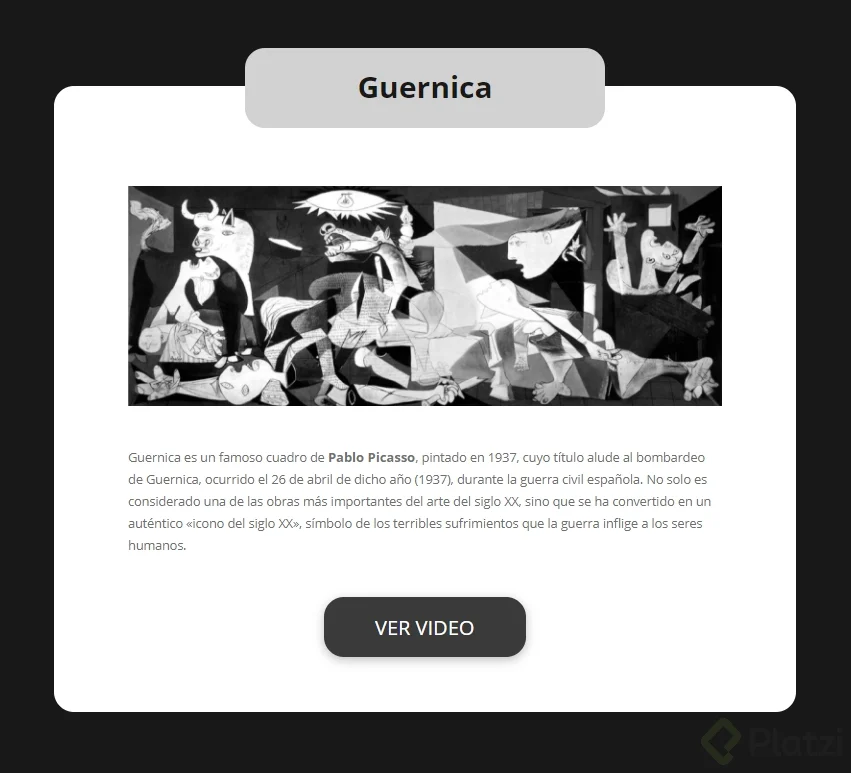 Guernica
Guernica es un famoso cuadro de Pablo Picasso, pintado en 1937, cuyo título alude al bombardeo
de Guernica, ocurrido el 26 de abril de dicho año (1937), durante la guerra civil española. No solo es
considerado una de las obras más importantes del arte del siglo XX, sino que se ha convertido en un
auténtico «icono del siglo XX», símbolo de los terribles sufrimientos que la guerra inflige a los seres
humanos.
VER VIDEO
Platzi